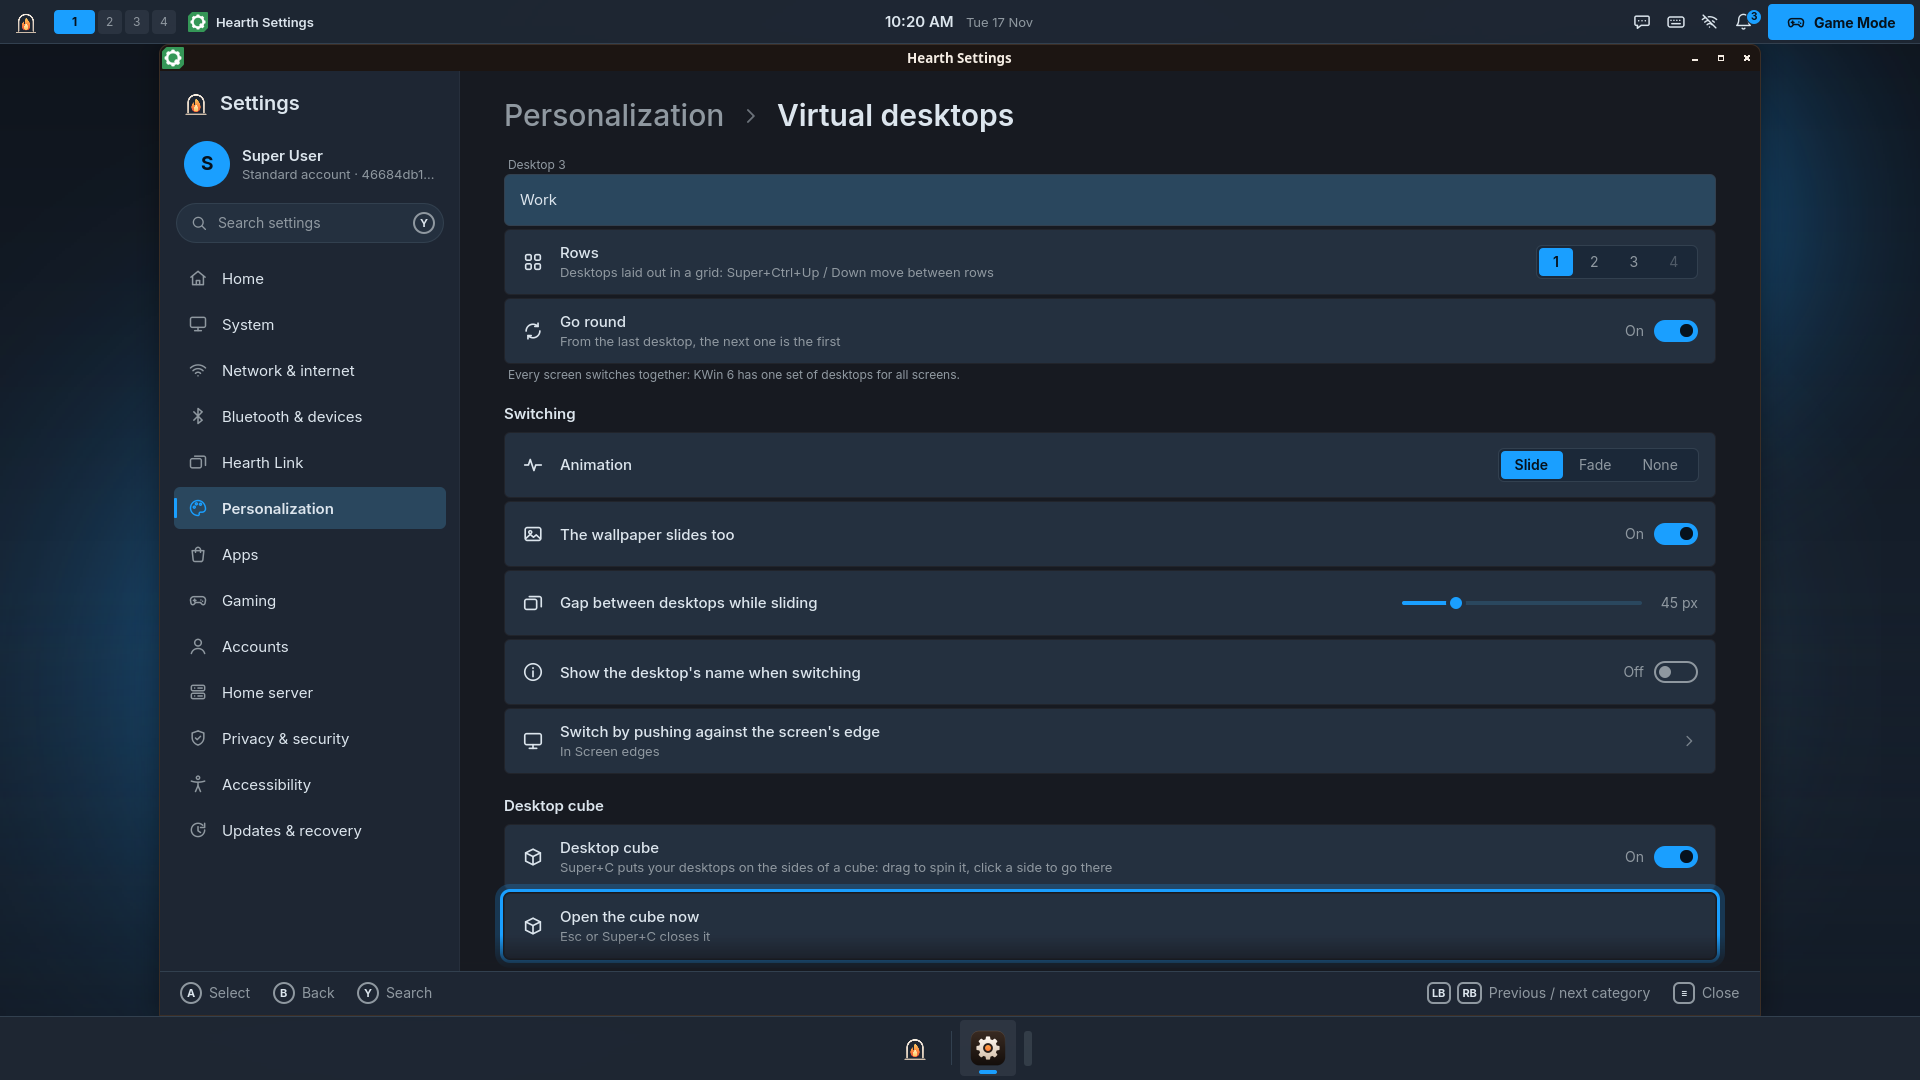 1 2 3 4 Hearth Settings 10:20 AM Tue 17 Nov 3 Game Mode
Hearth Settings
Settings
S Super User
Standard account · 46684db1...
Search settings Y
Home
System
Network & internet
Bluetooth & devices
Hearth Link
Personalization
Apps
Gaming
Accounts
Home server
Privacy & security
Accessibility
Updates & recovery
Personalization > Virtual desktops
Desktop 3
Work
Rows
Desktops laid out in a grid: Super+Ctrl+Up / Down move between rows
1 2 3 4
Go round
From the last desktop, the next one is the first
On
Every screen switches together: KWin 6 has one set of desktops for all screens.
Switching
Animation Slide Fade None
The wallpaper slides too On
Gap between desktops while sliding 45 px
Show the desktop's name when switching Off
Switch by pushing against the screen's edge
In Screen edges
Desktop cube
Desktop cube
Super+C puts your desktops on the sides of a cube: drag to spin it, click a side to go there
On
Open the cube now
Esc or Super+C closes it
A Select B Back Y Search LB RB Previous / next category Close